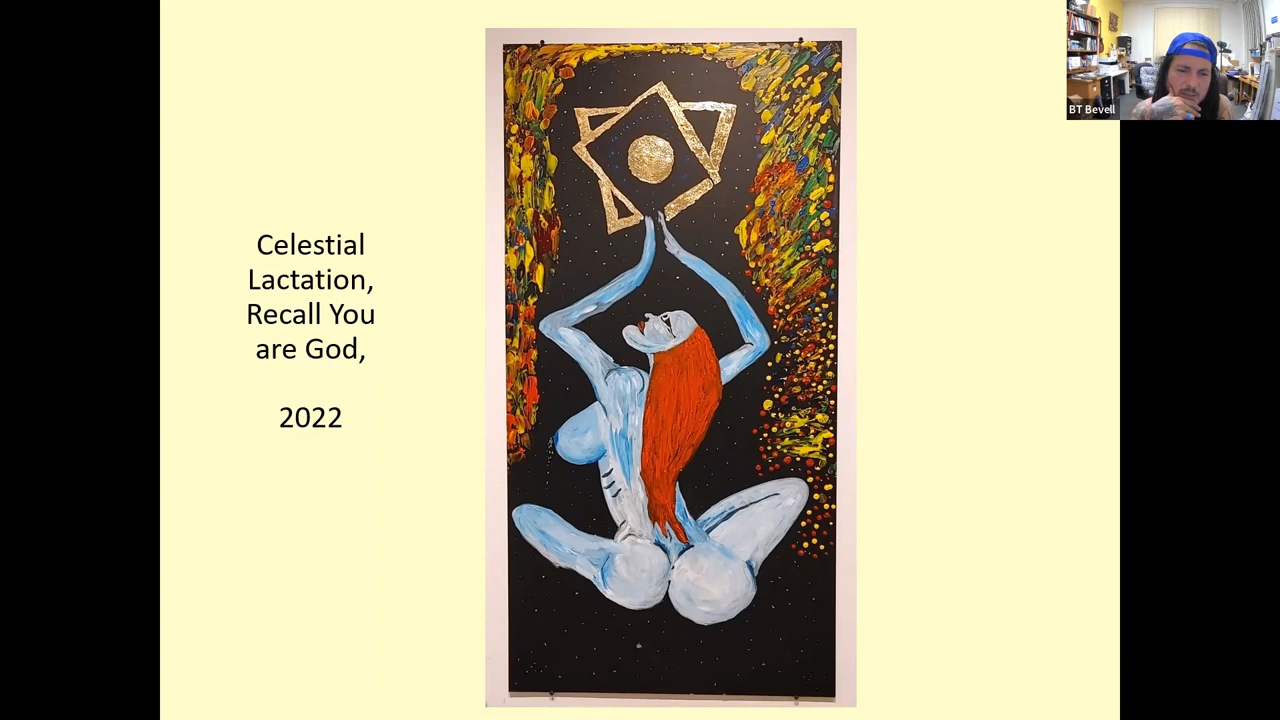 Celestial
Lactation,
Recall You
are God,
2022
BT Bevell